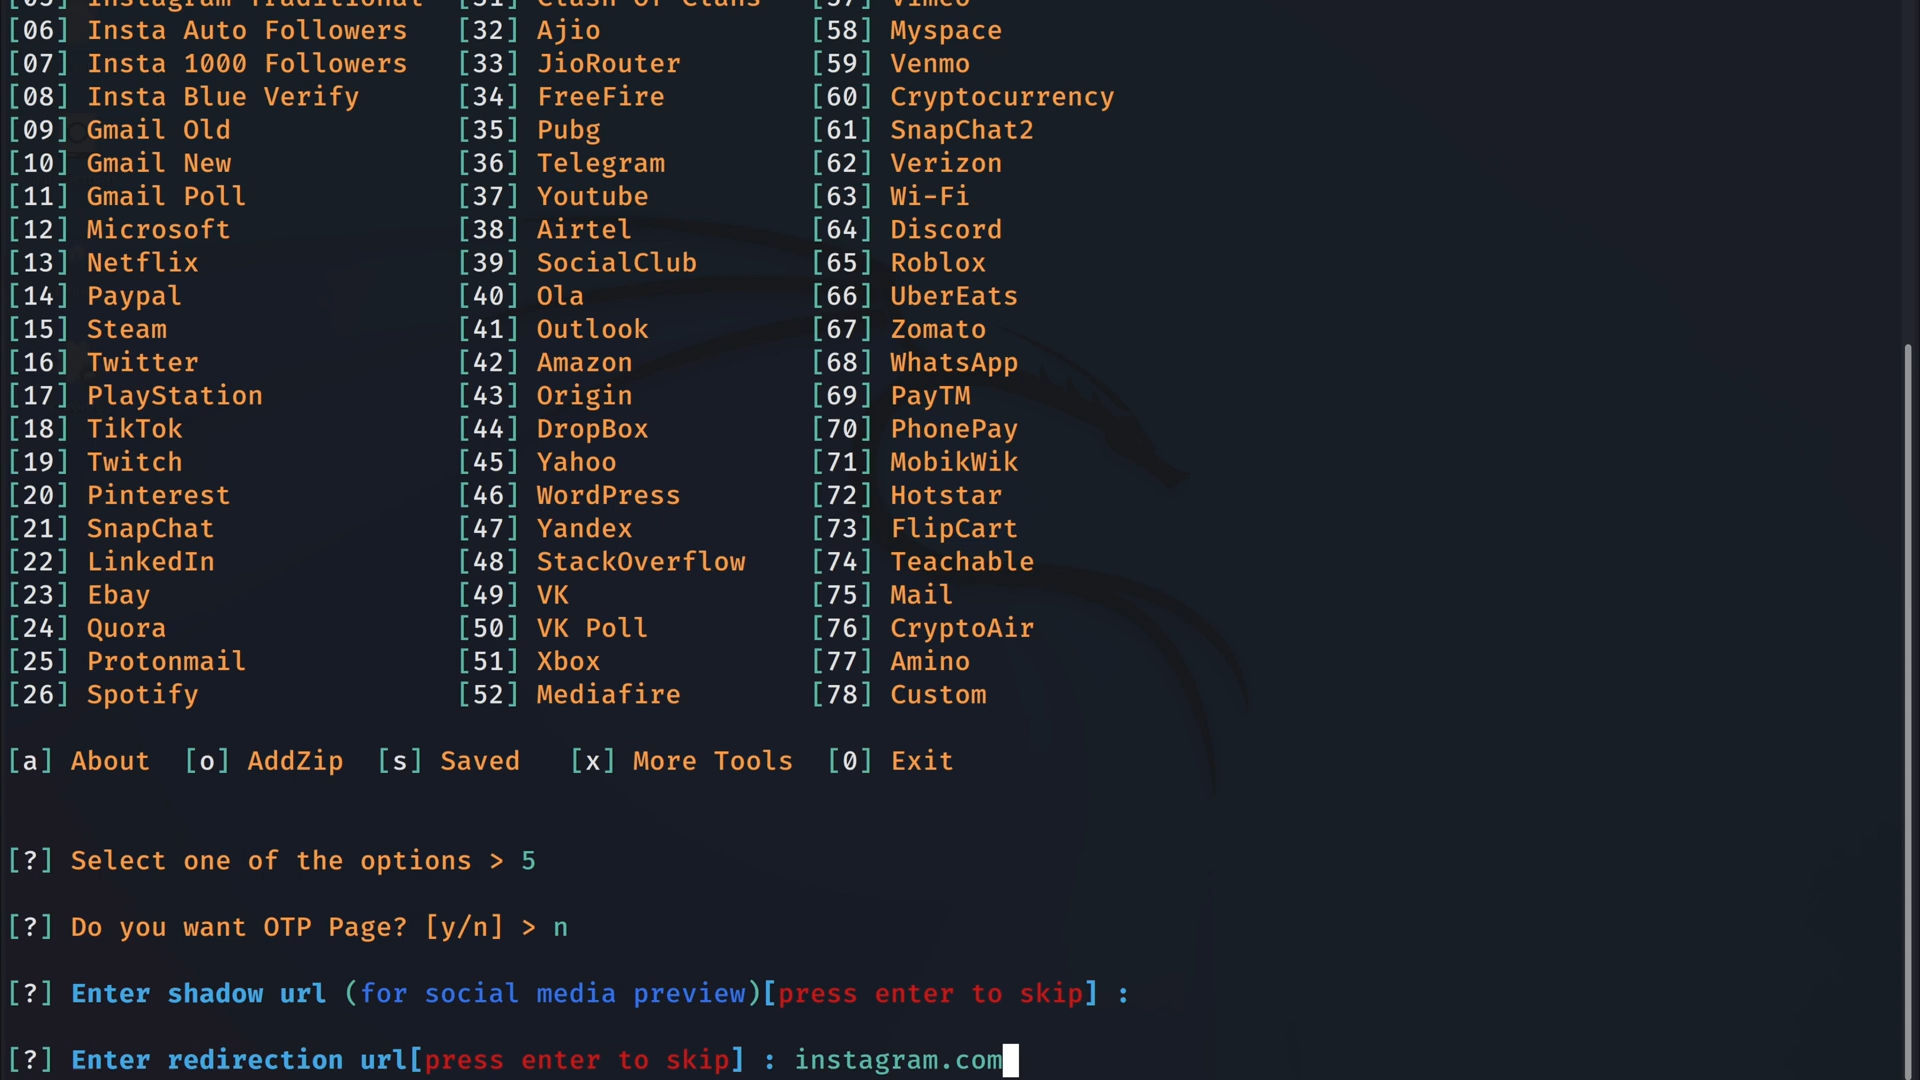 [05] Instagram Traditional [31] Clash Of Clans [57] Vimeo
[06] Insta Auto Followers [32] Ajio [58] Myspace
[07] Insta 1000 Followers [33] JioRouter [59] Venmo
[08] Insta Blue Verify [34] FreeFire [60] Cryptocurrency
[09] Gmail Old [35] Pubg [61] SnapChat2
[10] Gmail New [36] Telegram [62] Verizon
[11] Gmail Poll [37] Youtube [63] Wi-Fi
[12] Microsoft [38] Airtel [64] Discord
[13] Netflix [39] SocialClub [65] Roblox
[14] Paypal [40] Ola [66] UberEats
[15] Steam [41] Outlook [67] Zomato
[16] Twitter [42] Amazon [68] WhatsApp
[17] PlayStation [43] Origin [69] PayTM
[18] TikTok [44] DropBox [70] PhonePay
[19] Twitch [45] Yahoo [71] MobikWik
[20] Pinterest [46] WordPress [72] Hotstar
[21] SnapChat [47] Yandex [73] FlipCart
[22] LinkedIn [48] StackOverflow [74] Teachable
[23] Ebay [49] VK [75] Mail
[24] Quora [50] VK Poll [76] CryptoAir
[25] Protonmail [51] Xbox [77] Amino
[26] Spotify [52] Mediafire [78] Custom
[a] About [o] AddZip [s] Saved [x] More Tools [0] Exit
[?] Select one of the options > 5
[?] Do you want OTP Page? [y/n] > n
[?] Enter shadow url (for social media preview)[press enter to skip] :
[?] Enter redirection url[press enter to skip] : instagram.com